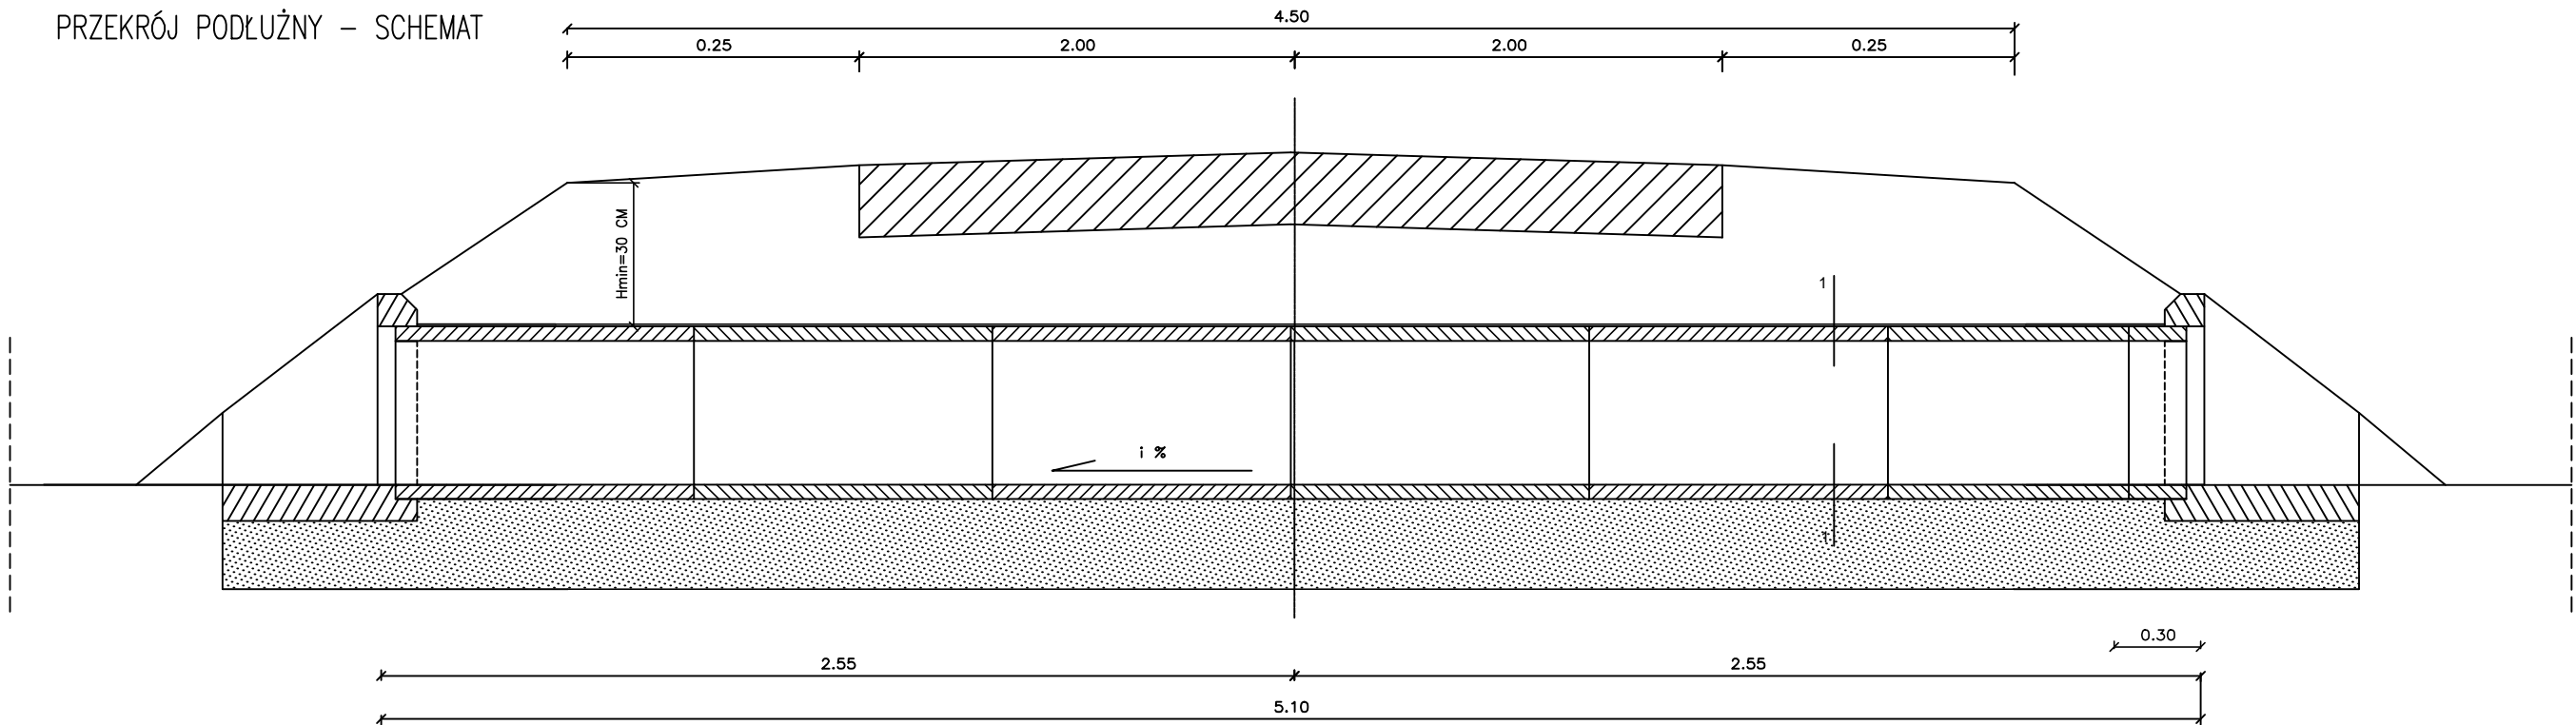 PRZEKRÓJ PODŁUŻNY – SCHEMAT
4.50
0.25 2.00 2.00 0.25
Hmin=30 CM
1
i %
1
0.30
2.55 2.55
5.10